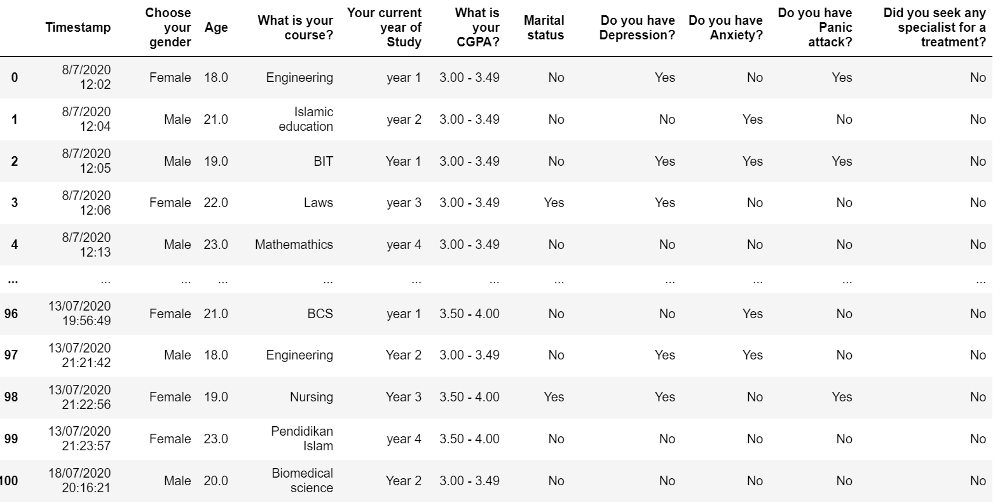 Timestamp Choose your gender Age What is your course? Your current year of Study What is your CGPA? Marital status Do you have Depression? Do you have Anxiety? Do you have Panic attack? Did you seek any specialist for a treatment?
0 8/7/2020 12:02 Female 18.0 Engineering year 1 3.00 - 3.49 No Yes No Yes No
1 8/7/2020 12:04 Male 21.0 Islamic education year 2 3.00 - 3.49 No No Yes No No
2 8/7/2020 12:05 Male 19.0 BIT Year 1 3.00 - 3.49 No Yes Yes Yes No
3 8/7/2020 12:06 Female 22.0 Laws year 3 3.00 - 3.49 Yes Yes No No No
4 8/7/2020 12:13 Male 23.0 Mathemathics year 4 3.00 - 3.49 No No No No No
... ... ... ... ... ... ... ... ... ... ... ...
96 13/07/2020 19:56:49 Female 21.0 BCS year 1 3.50 - 4.00 No No Yes No No
97 13/07/2020 21:21:42 Male 18.0 Engineering Year 2 3.00 - 3.49 No Yes Yes No No
98 13/07/2020 21:22:56 Female 19.0 Nursing Year 3 3.50 - 4.00 Yes Yes No Yes No
99 13/07/2020 21:23:57 Female 23.0 Pendidikan Islam year 4 3.50 - 4.00 No No No No No
100 18/07/2020 20:16:21 Male 20.0 Biomedical science Year 2 3.00 - 3.49 No No No No No